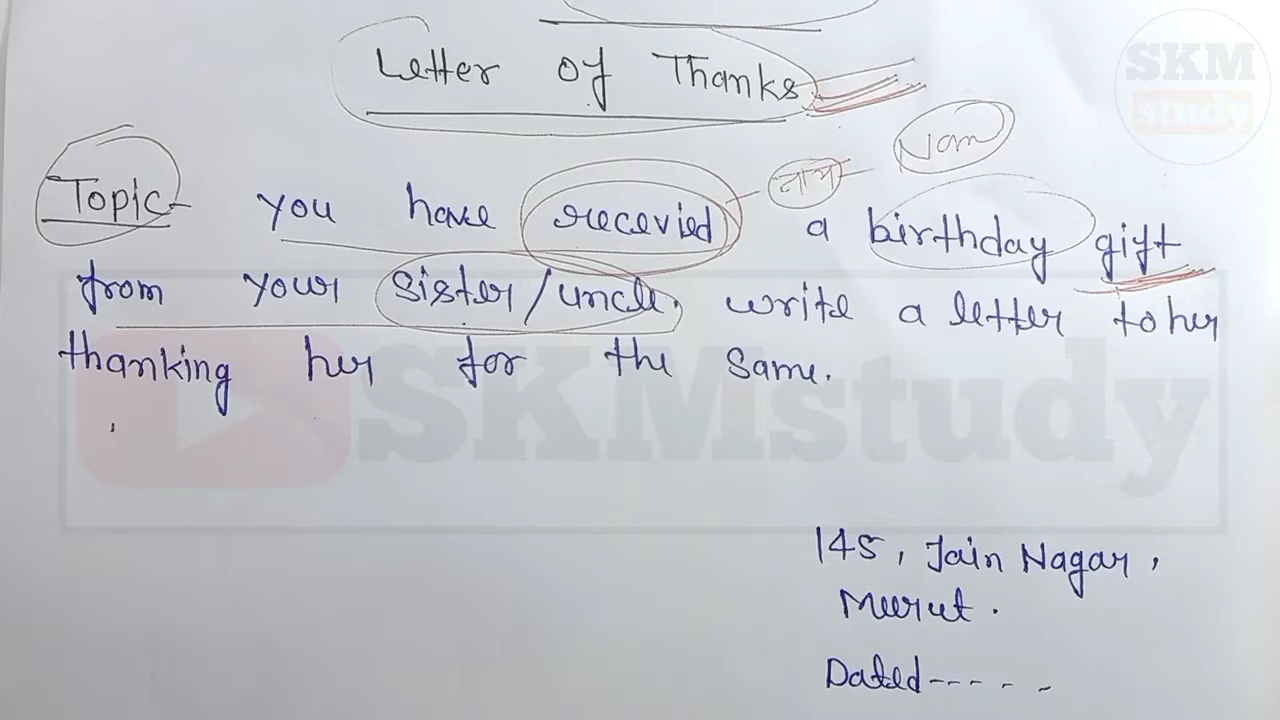 Letter of Thanks
SKM
study
नाम
Nam
Topic- you have recevied a birthday gift
from your sister/uncle. write a letter to her
thanking her for the same.
SKMstudy
145, Jain Nagar,
Meerut.
Dated-----